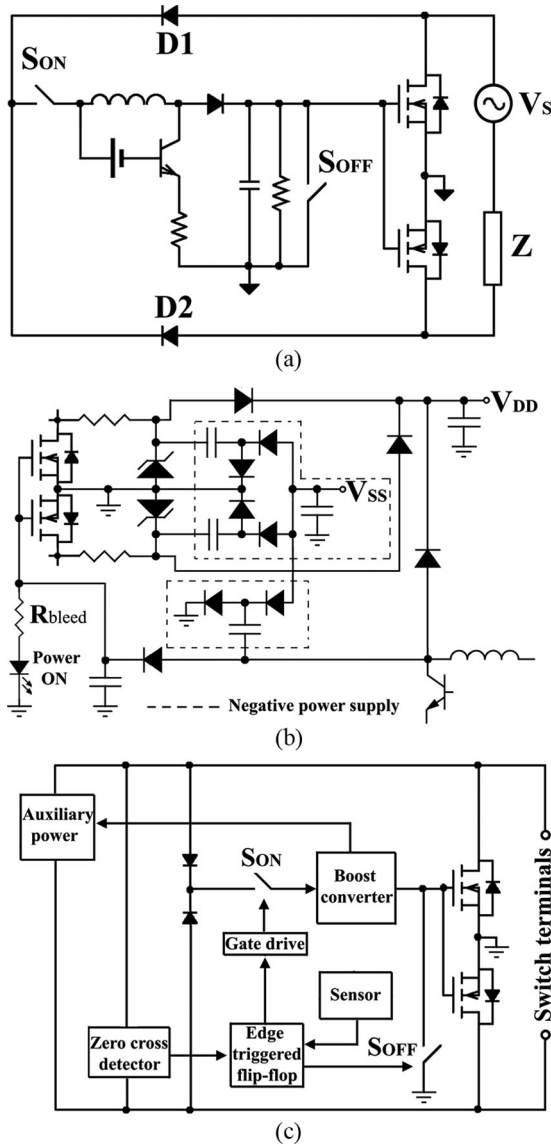 D1
SON
VS
SOFF
Z
D2
(a)
VDD
VSS
Rbleed
Power
ON
Negative power supply
(b)
Auxiliary
power
SON
Boost
converter
Gate drive
Sensor
Zero cross
detector
Edge
triggered
flip-flop
SOFF
Switch terminals
(c)